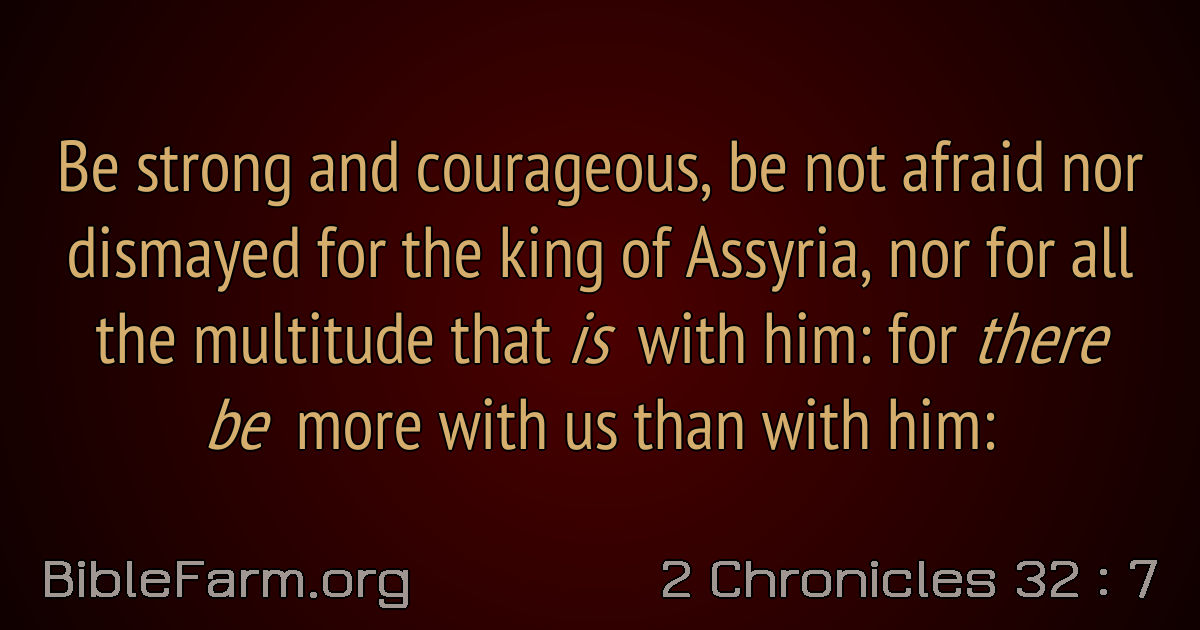 Be strong and courageous, be not afraid nor
dismayed for the king of Assyria, nor for all
the multitude that is with him: for there
be more with us than with him:
BibleFarm.org
2 Chronicles 32 : 7